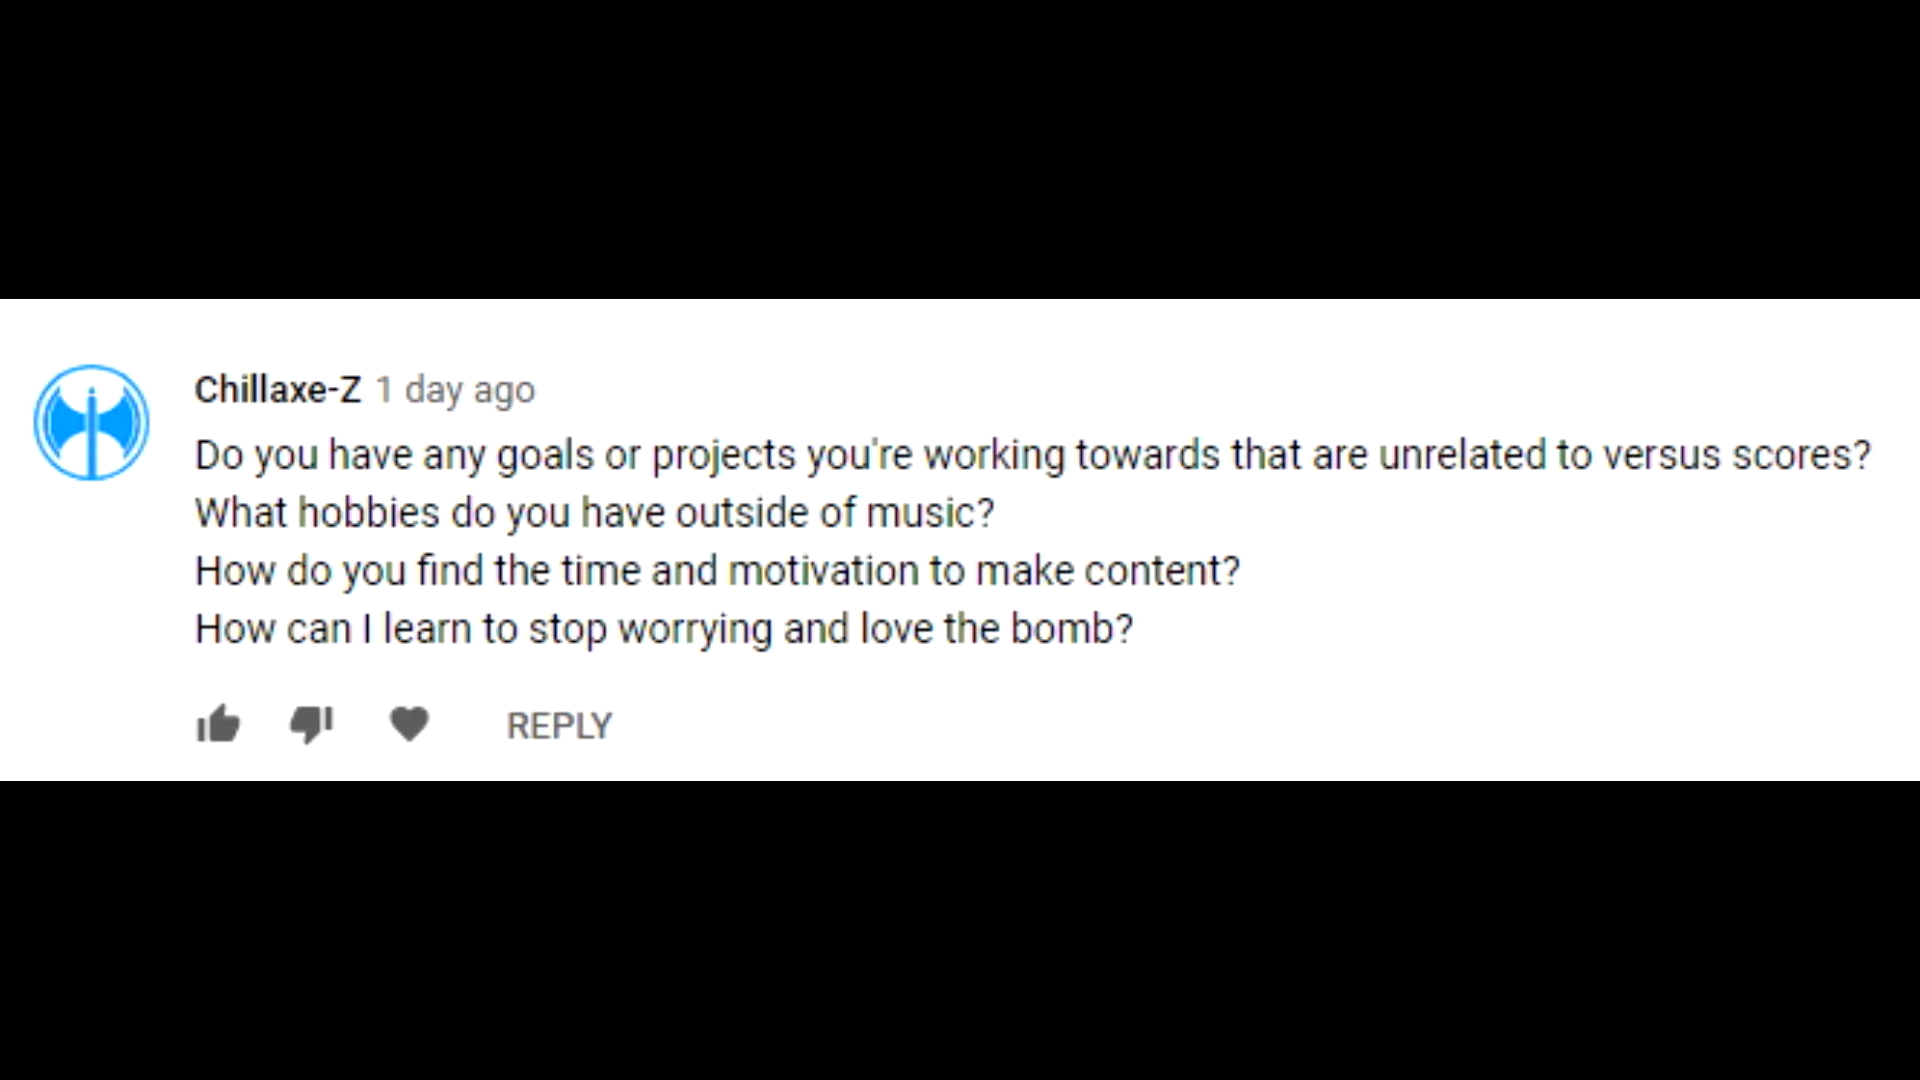 Chillaxe-Z 1 day ago
Do you have any goals or projects you're working towards that are unrelated to versus scores?
What hobbies do you have outside of music?
How do you find the time and motivation to make content?
How can I learn to stop worrying and love the bomb?
REPLY